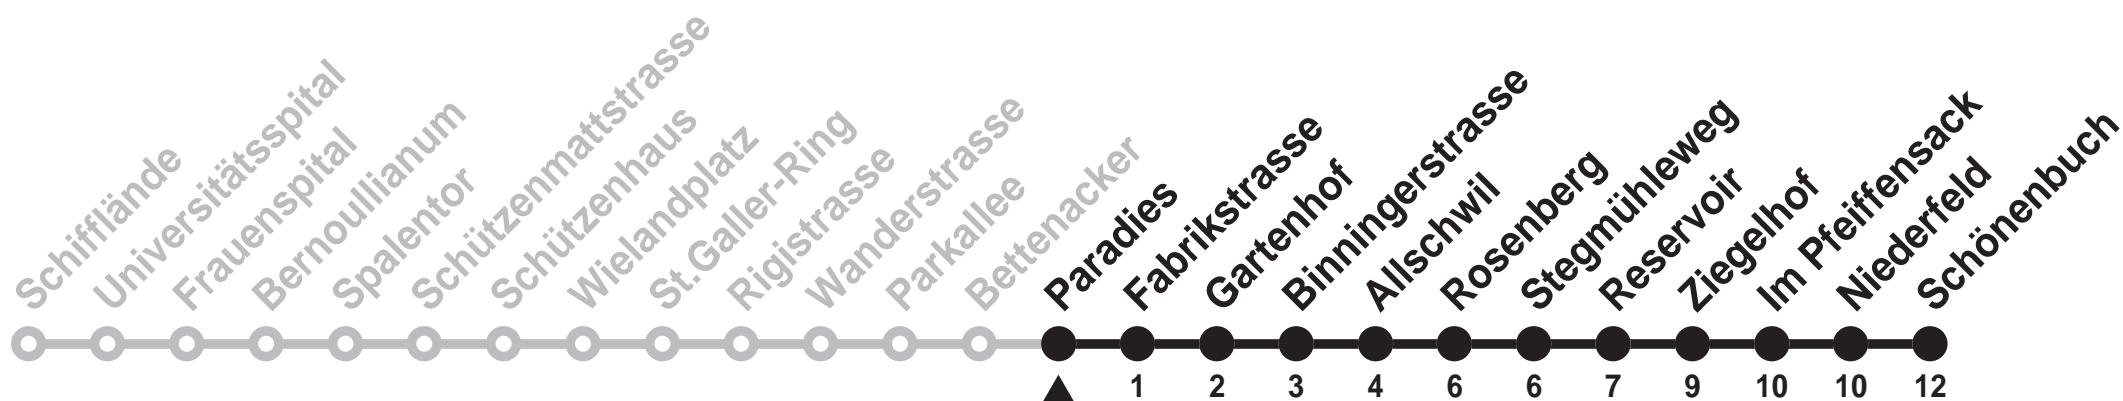 Schifflände
Universitätsspital
Frauenspital
Bernoullianum
Spalentor
Schützenmattstrasse
Schützenhaus
Wielandplatz
St.Galler-Ring
Rigistrasse
Wanderstrasse
Parkallee
Bettenacker
Paradies
Fabrikstrasse
Gartenhof
Binningerstrasse
Allschwil
Rosenberg
Stegmühleweg
Reservoir
Ziegelhof
Im Pfeiffensack
Niederfeld
Schönenbuch
1 2 3 4 6 6 7 9 10 10 12